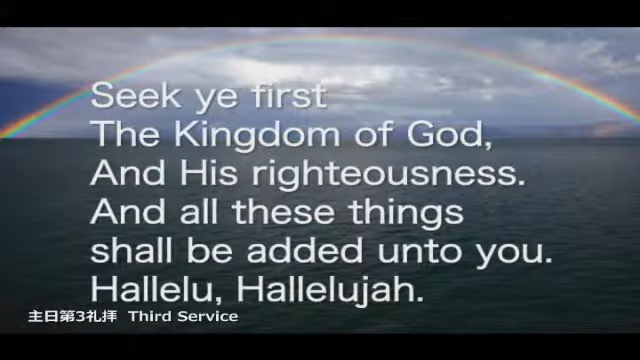 Seek ye first
The Kingdom of God,
And His righteousness.
And all these things
shall be added unto you.
Hallelu, Hallelujah.
主日第3礼拝 Third Service